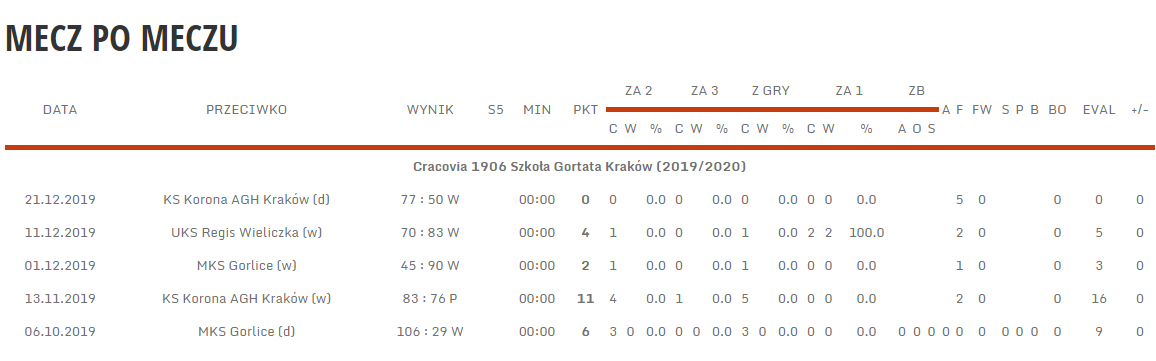 MECZ PO MECZU
ZA 2 ZA 3 Z GRY ZA 1 ZB
DATA PRZECIWKO WYNIK S5 MIN PKT A F FW S P B BO EVAL +/-
C W % C W % C W % C W % A O S
Cracovia 1906 Szkoła Gortata Kraków (2019/2020)
21.12.2019 KS Korona AGH Kraków (d) 77 : 50 W 00:00 0 0 0.0 0 0.0 0 0.0 0 0 0.0 5 0 0 0 0
11.12.2019 UKS Regis Wieliczka (w) 70 : 83 W 00:00 4 1 0.0 0 0.0 1 0.0 2 2 100.0 2 0 0 5 0
01.12.2019 MKS Gorlice (w) 45 : 90 W 00:00 2 1 0.0 0 0.0 1 0.0 0 0 0.0 1 0 0 3 0
13.11.2019 KS Korona AGH Kraków (w) 83 : 76 P 00:00 11 4 0.0 1 0.0 5 0.0 0 0 0.0 2 0 0 16 0
06.10.2019 MKS Gorlice (d) 106 : 29 W 00:00 6 3 0 0.0 0 0 0.0 3 0 0.0 0 0 0.0 0 0 0 0 0 0 0 0 0 0 9 0